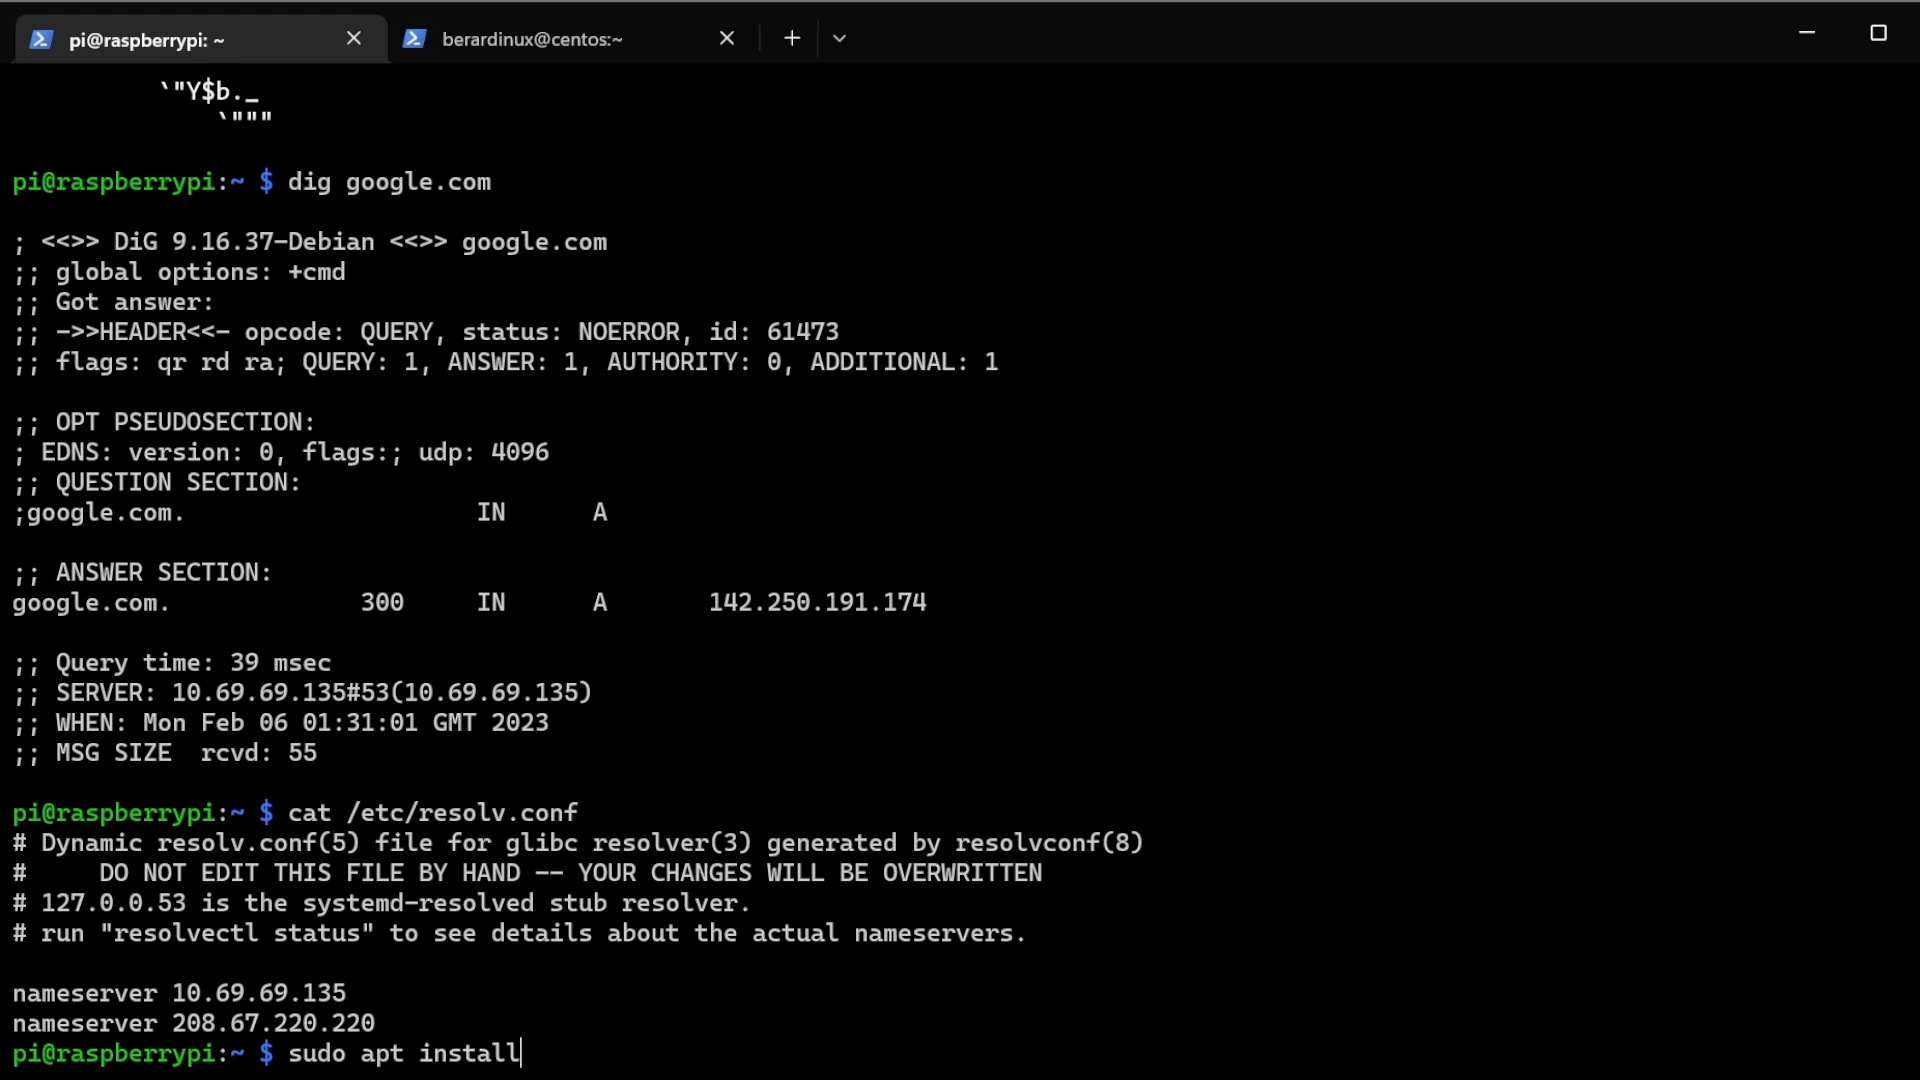 pi@raspberrypi: ~
berardinux@centos:~
`"Y$b._
`"""
pi@raspberrypi:~ $ dig google.com
; <<>> DiG 9.16.37-Debian <<>> google.com
;; global options: +cmd
;; Got answer:
;; ->>HEADER<<- opcode: QUERY, status: NOERROR, id: 61473
;; flags: qr rd ra; QUERY: 1, ANSWER: 1, AUTHORITY: 0, ADDITIONAL: 1
;; OPT PSEUDOSECTION:
; EDNS: version: 0, flags:; udp: 4096
;; QUESTION SECTION:
;google.com.                    IN      A
;; ANSWER SECTION:
google.com.             300     IN      A       142.250.191.174
;; Query time: 39 msec
;; SERVER: 10.69.69.135#53(10.69.69.135)
;; WHEN: Mon Feb 06 01:31:01 GMT 2023
;; MSG SIZE  rcvd: 55
pi@raspberrypi:~ $ cat /etc/resolv.conf
# Dynamic resolv.conf(5) file for glibc resolver(3) generated by resolvconf(8)
#     DO NOT EDIT THIS FILE BY HAND -- YOUR CHANGES WILL BE OVERWRITTEN
# 127.0.0.53 is the systemd-resolved stub resolver.
# run "resolvectl status" to see details about the actual nameservers.
nameserver 10.69.69.135
nameserver 208.67.220.220
pi@raspberrypi:~ $ sudo apt install